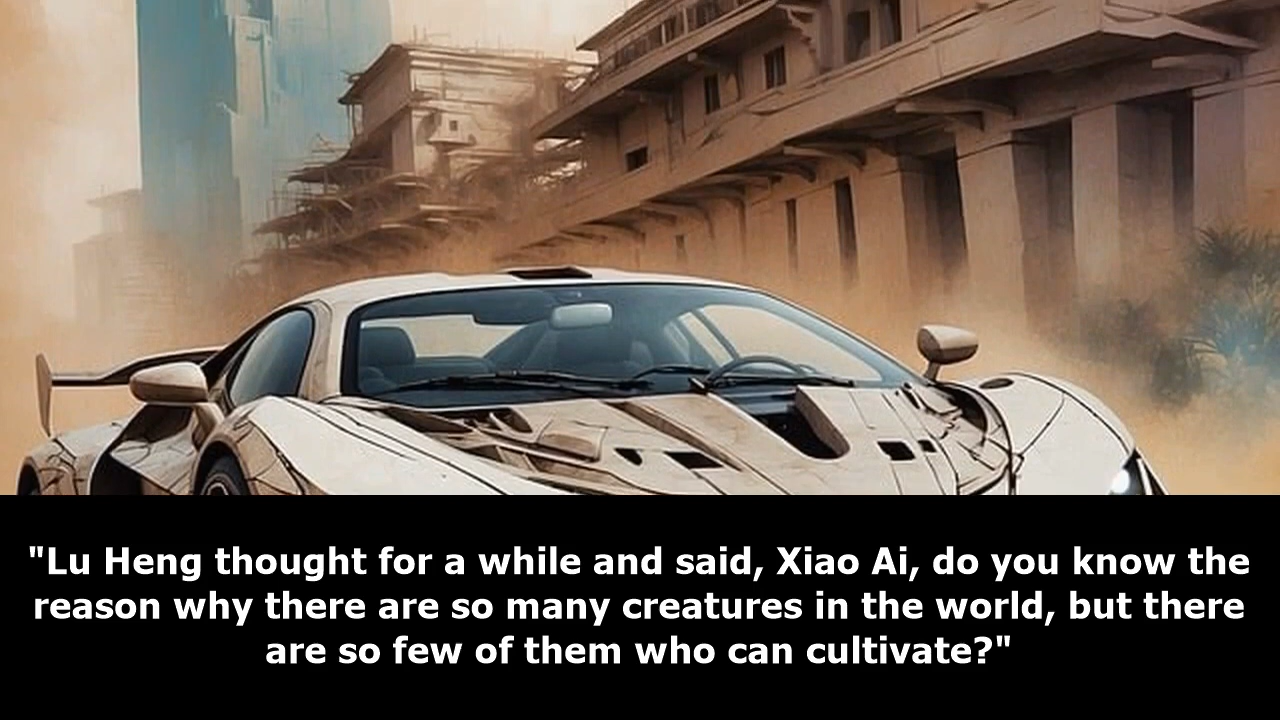 "Lu Heng thought for a while and said, Xiao Ai, do you know the
reason why there are so many creatures in the world, but there
are so few of them who can cultivate?"